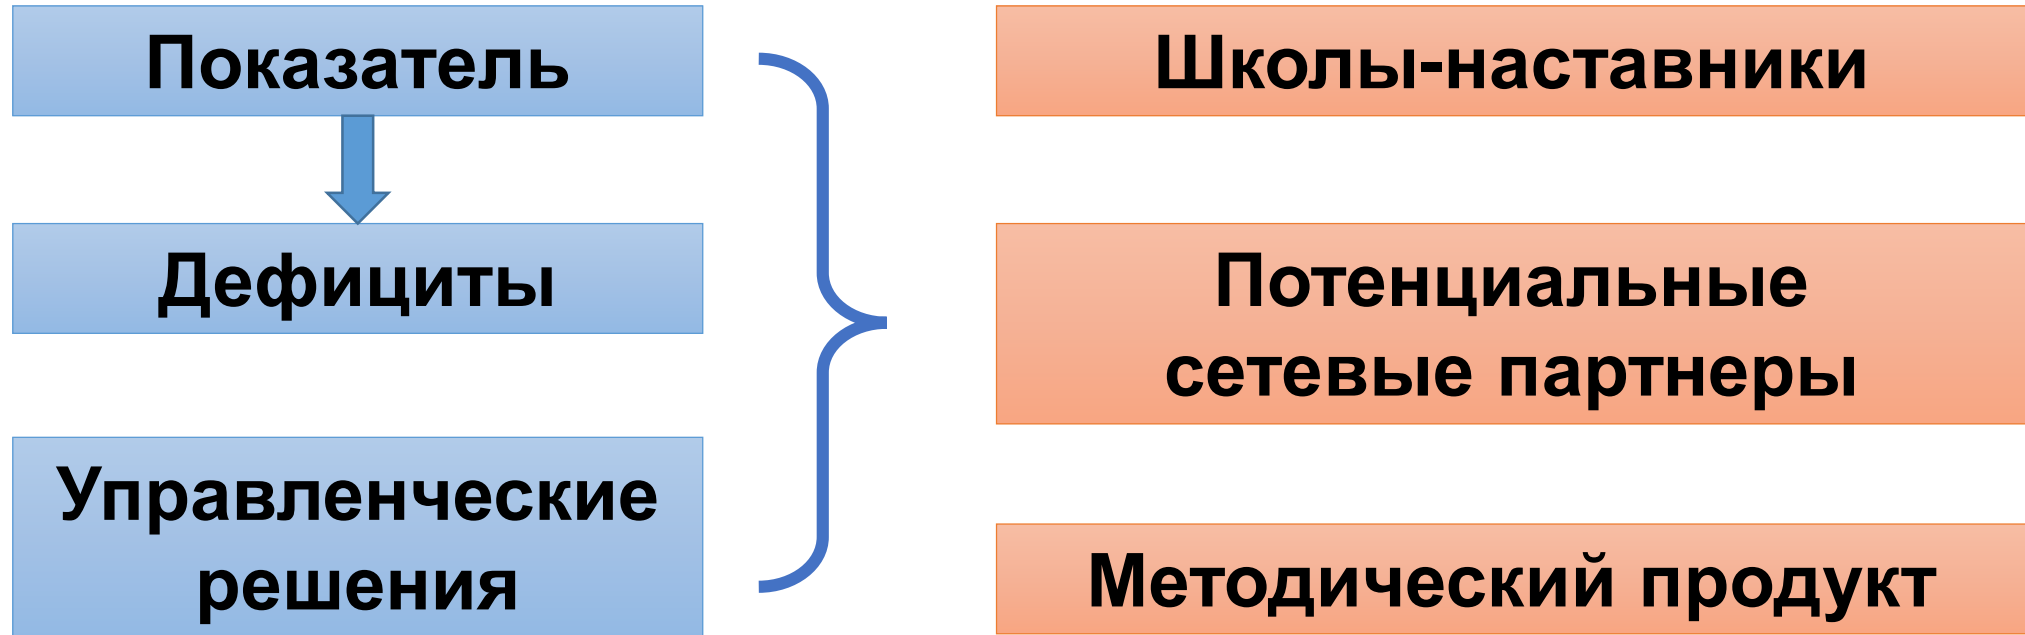 Показатель
Дефициты
Управленческие
решения
Школы-наставники
Потенциальные
сетевые партнеры
Методический продукт